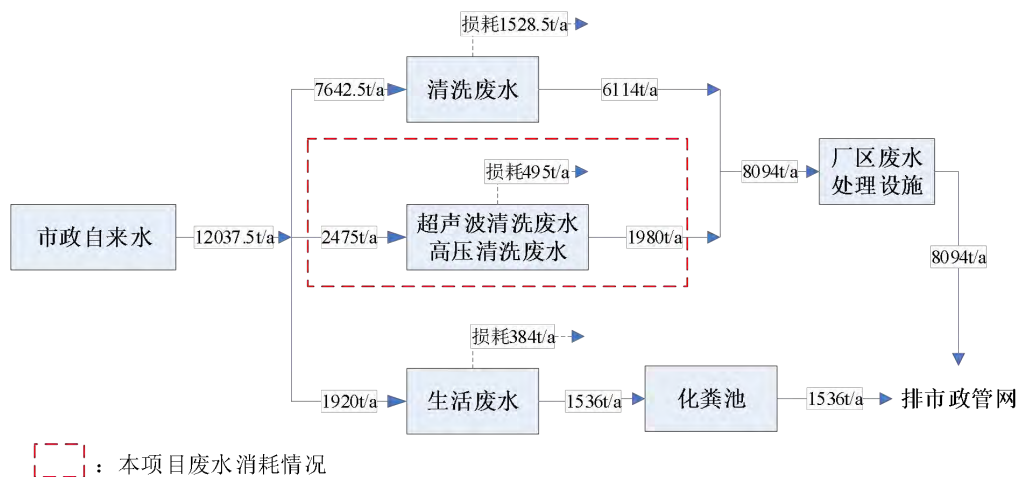 损耗1528.5t/a
7642.5t/a
清洗废水
6114t/a
厂区废水
处理设施
8094t/a
损耗495t/a
市政自来水
12037.5t/a
2475t/a
超声波清洗废水
高压清洗废水
1980t/a
8094t/a
损耗384t/a
1920t/a
生活废水
1536t/a
化粪池
1536t/a
排市政管网
：本项目废水消耗情况